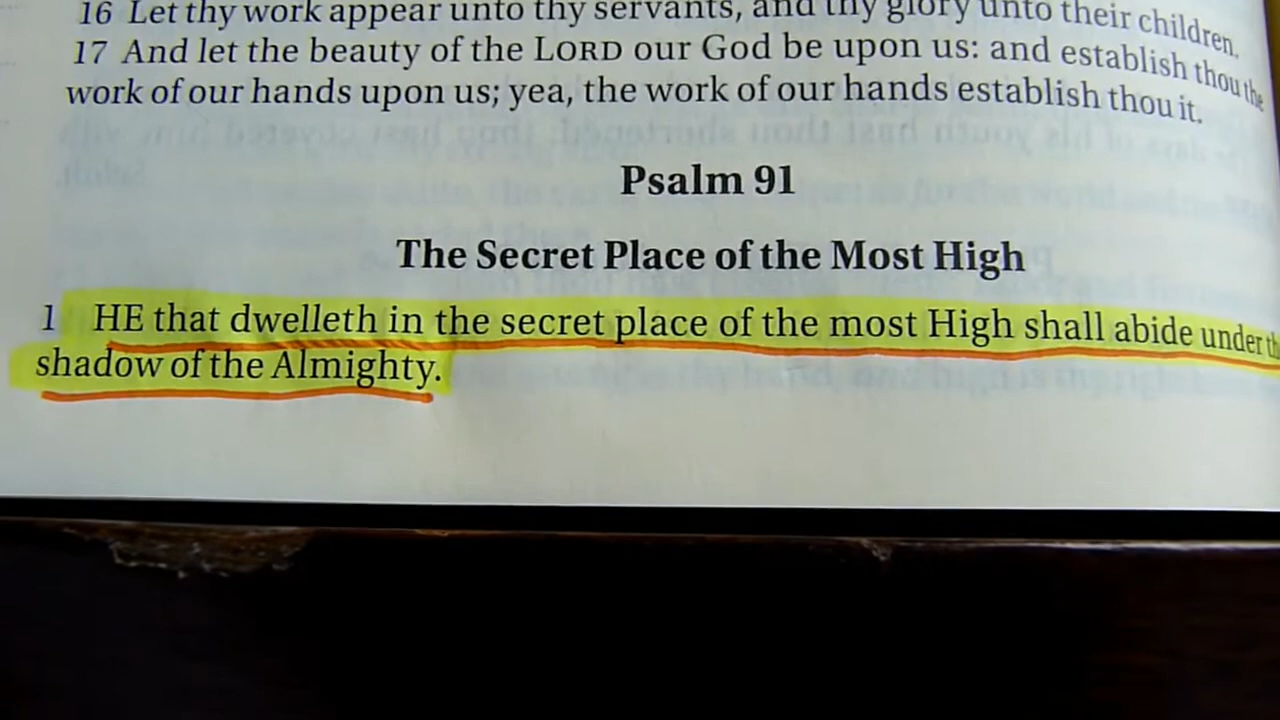 16 Let thy work appear unto thy servants, and thy glory unto their children.
17 And let the beauty of the LORD our God be upon us: and establish thou the
work of our hands upon us; yea, the work of our hands establish thou it.
Psalm 91
The Secret Place of the Most High
1 HE that dwelleth in the secret place of the most High shall abide under
shadow of the Almighty.